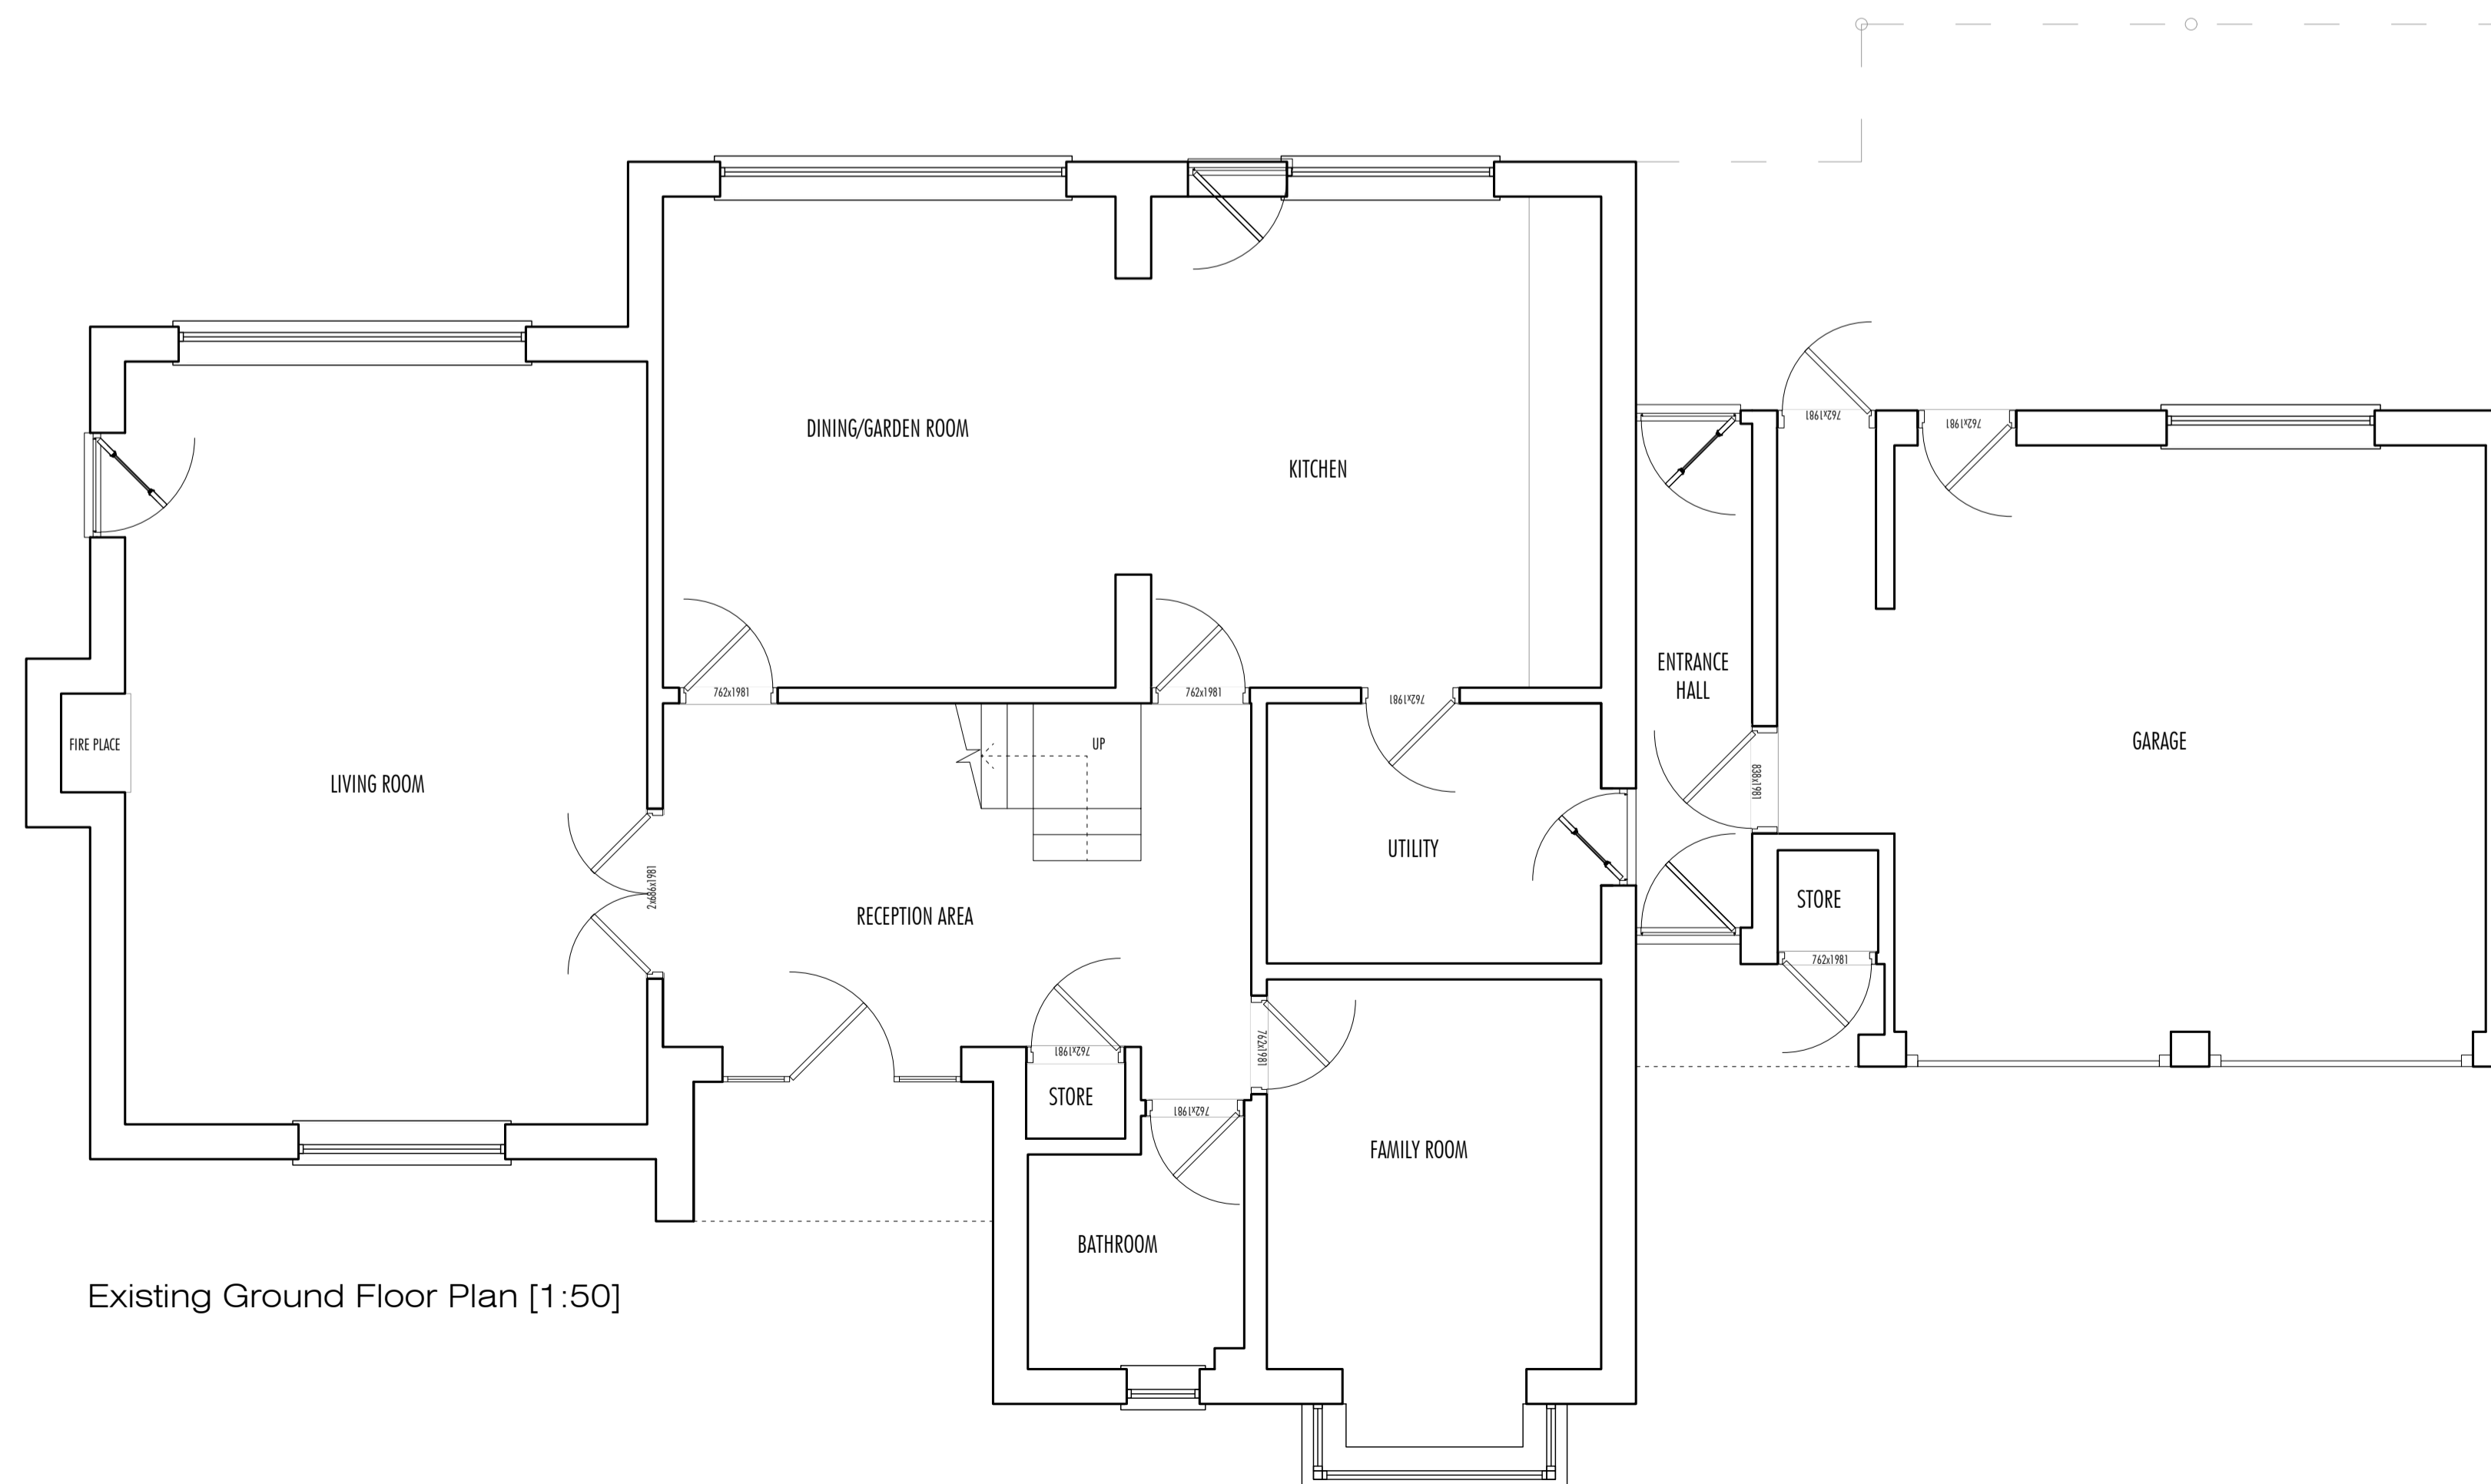 762x1981
762x1981
DINING/GARDEN ROOM
KITCHEN
ENTRANCE
HALL
762x1981
762x1981
762x1981
FIRE PLACE
UP
GARAGE
LIVING ROOM
838x1981
UTILITY
2x686x1981
STORE
RECEPTION AREA
762x1981
762x1981
762x1981
STORE
762x1981
FAMILY ROOM
BATHROOM
Existing Ground Floor Plan [1:50]